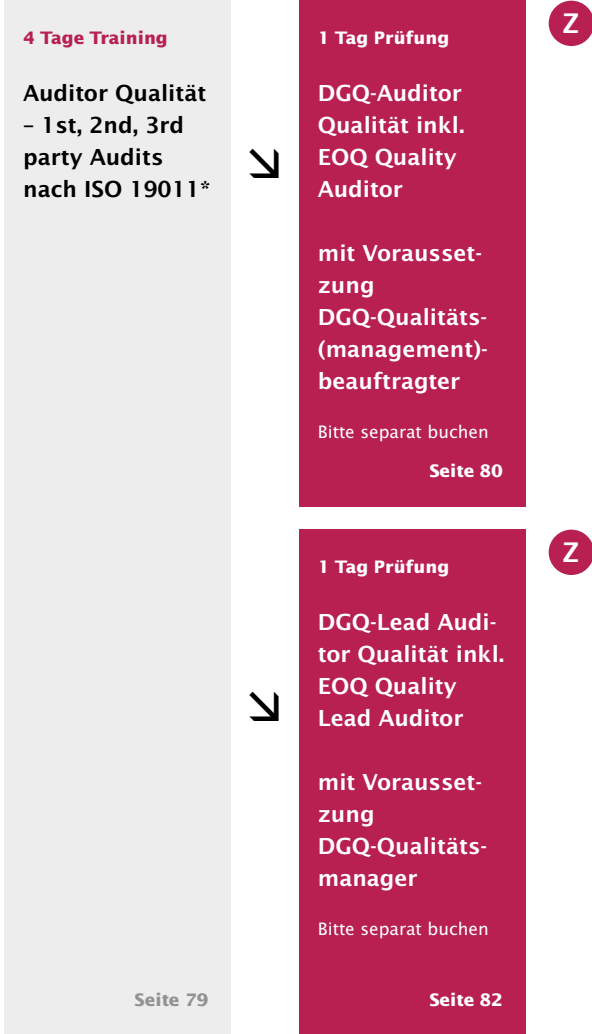 4 Tage Training
Auditor Qualität
– 1st, 2nd, 3rd
party Audits
nach ISO 19011*
Seite 79
1 Tag Prüfung
Z
DGQ-Auditor
Qualität inkl.
EOQ Quality
Auditor
mit Vorausset-
zung
DGQ-Qualitäts-
(management)-
beauftragter
Bitte separat buchen
Seite 80
1 Tag Prüfung
Z
DGQ-Lead Audi-
tor Qualität inkl.
EOQ Quality
Lead Auditor
mit Vorausset-
zung
DGQ-Qualitäts-
manager
Bitte separat buchen
Seite 82